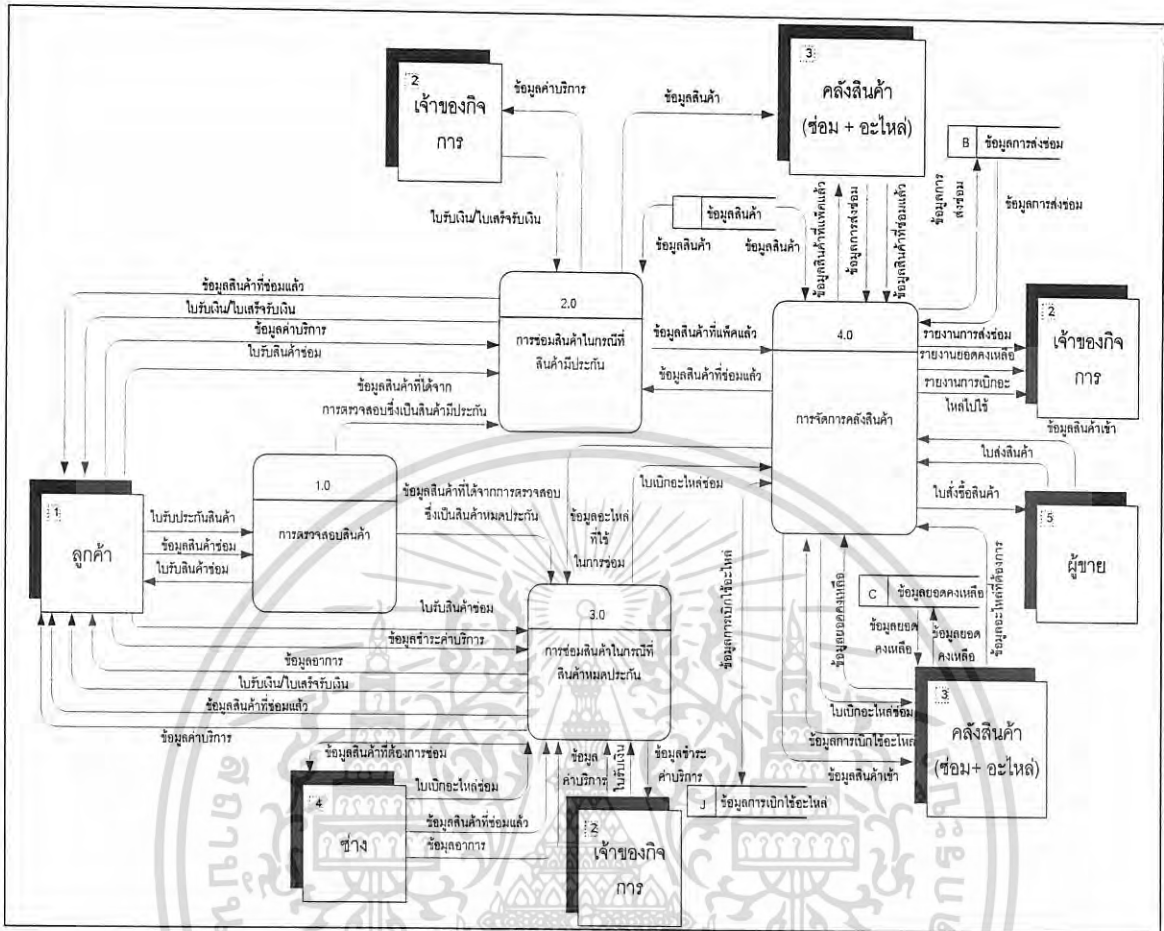 2
เจ้าของกิจ
การ
ข้อมูลค่าบริการ
ใบรับเงิน/ใบเสร็จรับเงิน
ข้อมูลสินค้า
3
คลังสินค้า
(ซ่อม + อะไหล่)
B ข้อมูลการส่งซ่อม
ข้อมูลการ
ส่งซ่อม
ข้อมูลการส่งซ่อม
ข้อมูลสินค้า
ข้อมูลสินค้า
ข้อมูลสินค้า
ข้อมูลสินค้าที่แพ็คแล้ว
ข้อมูลการส่งซ่อม
ข้อมูลสินค้าที่ซ่อมแล้ว
ข้อมูลสินค้าที่ซ่อมแล้ว
ใบรับเงิน/ใบเสร็จรับเงิน
ข้อมูลค่าบริการ
ใบรับสินค้าซ่อม
ข้อมูลสินค้าที่ได้จาก
การตรวจสอบซึ่งเป็นสินค้ามีประกัน
2.0
การซ่อมสินค้าในกรณีที่
สินค้ามีประกัน
ข้อมูลสินค้าที่แพ็คแล้ว
ข้อมูลสินค้าที่ซ่อมแล้ว
4.0
การจัดการคลังสินค้า
รายงานการส่งซ่อม
รายงานยอดคงเหลือ
รายงานการเบิกอะ
ไหล่ไปใช้
2
เจ้าของกิจ
การ
ข้อมูลสินค้าเข้า
ใบส่งสินค้า
ใบสั่งซื้อสินค้า
5
ผู้ขาย
1
ลูกค้า
ใบรับประกันสินค้า
ข้อมูลสินค้าซ่อม
ใบรับสินค้าซ่อม
1.0
การตรวจสอบสินค้า
ข้อมูลสินค้าที่ได้จากการตรวจสอบ
ซึ่งเป็นสินค้าหมดประกัน
ข้อมูลอะไหล่
ที่ใช้
ในการซ่อม
ใบเบิกอะไหล่ซ่อม
ข้อมูลการเบิกใช้อะไหล่
ข้อมูลยอดคงเหลือ
C ข้อมูลยอดคงเหลือ
ข้อมูลยอด
คงเหลือ
ข้อมูลยอด
คงเหลือ
ข้อมูลอะไหล่ที่ต้องการ
ใบรับสินค้าซ่อม
ข้อมูลชำระค่าบริการ
ข้อมูลอาการ
ใบรับเงิน/ใบเสร็จรับเงิน
ข้อมูลสินค้าที่ซ่อมแล้ว
ข้อมูลค่าบริการ
3.0
การซ่อมสินค้าในกรณีที่
สินค้าหมดประกัน
ใบเบิกอะไหล่ซ่อม
ข้อมูลการเบิกใช้อะไหล่
ข้อมูลสินค้าเข้า
3
คลังสินค้า
(ซ่อม+ อะไหล่)
ข้อมูลสินค้าที่ต้องการซ่อม
ใบเบิกอะไหล่ซ่อม
ข้อมูลสินค้าที่ซ่อมแล้ว
ข้อมูลอาการ
4
ช่าง
ข้อมูล
ค่าบริการ
ใบรับเงิน
ข้อมูลชำระ
ค่าบริการ
2
เจ้าของกิจ
การ
J ข้อมูลการเบิกใช้อะไหล่